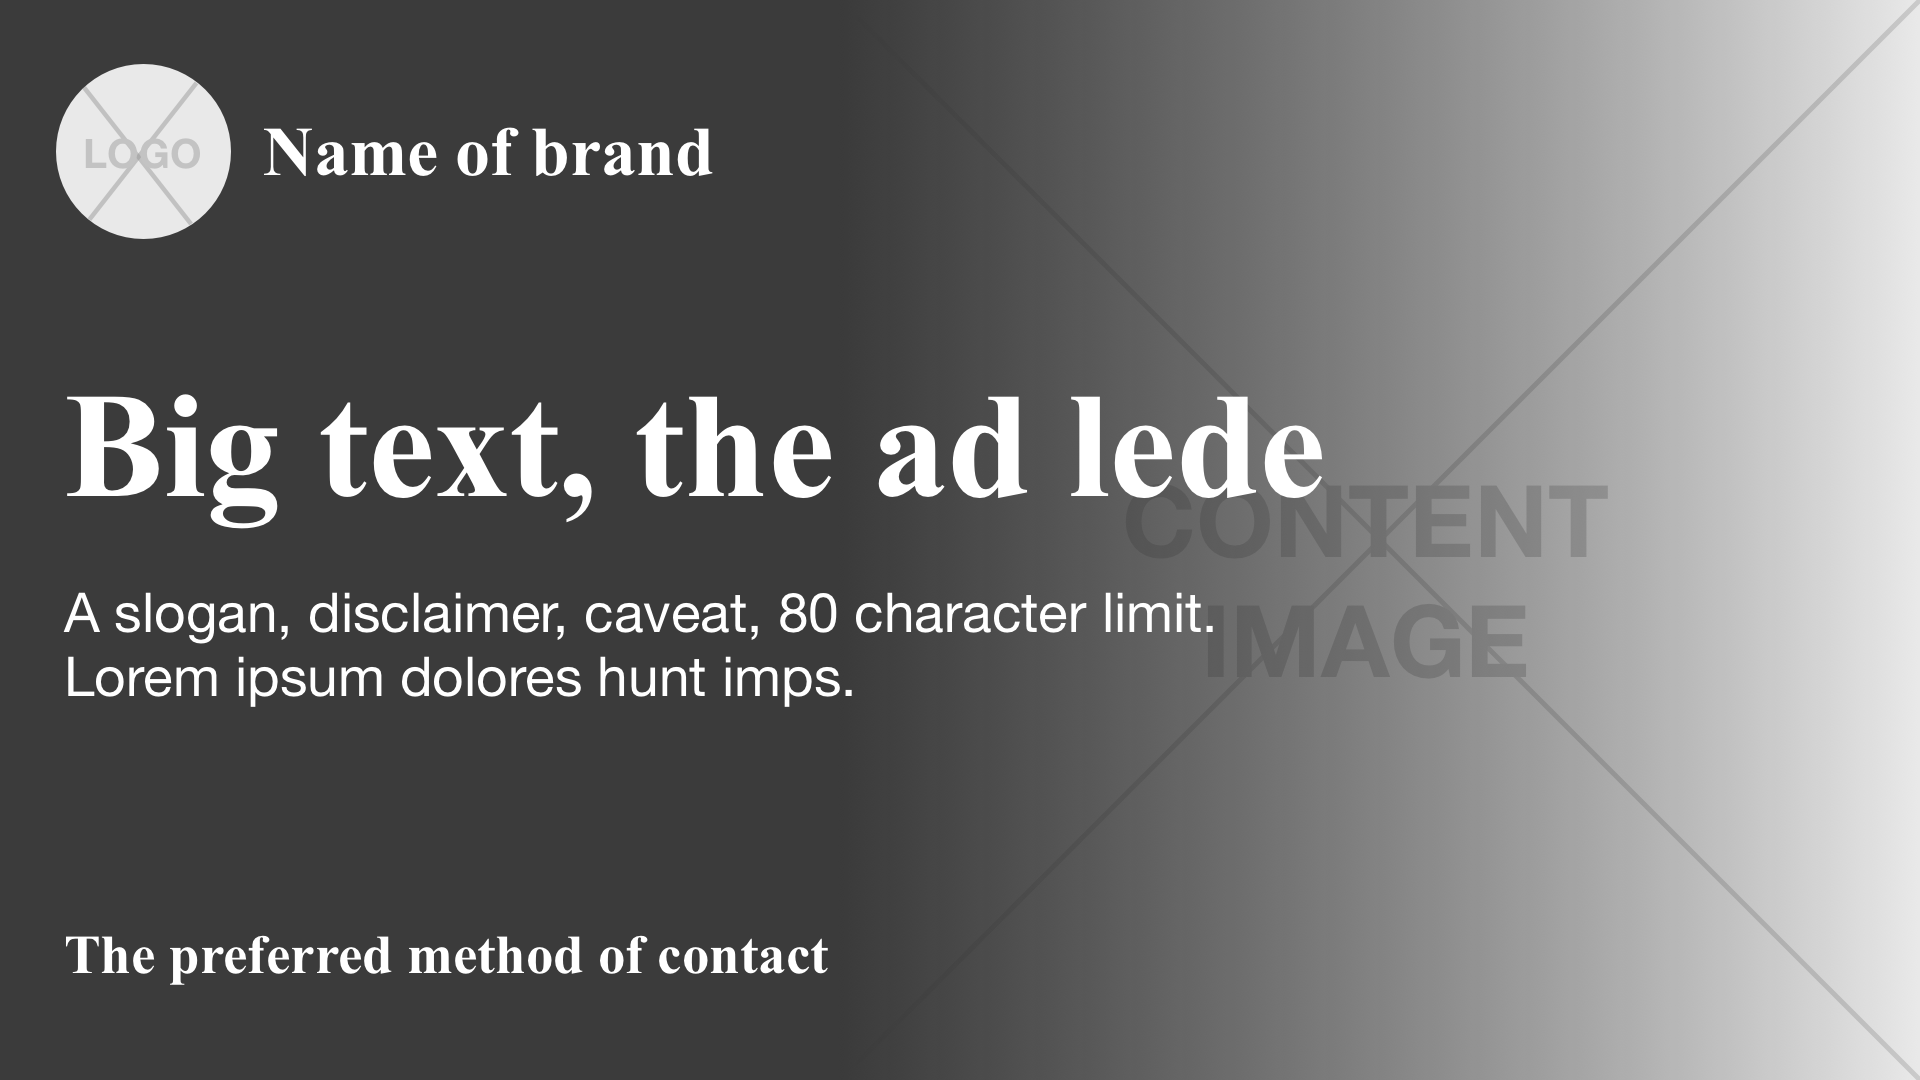 LOGO
Name of brand
Big text, the ad lede
CONTENT
IMAGE
A slogan, disclaimer, caveat, 80 character limit.
Lorem ipsum dolores hunt imps.
The preferred method of contact